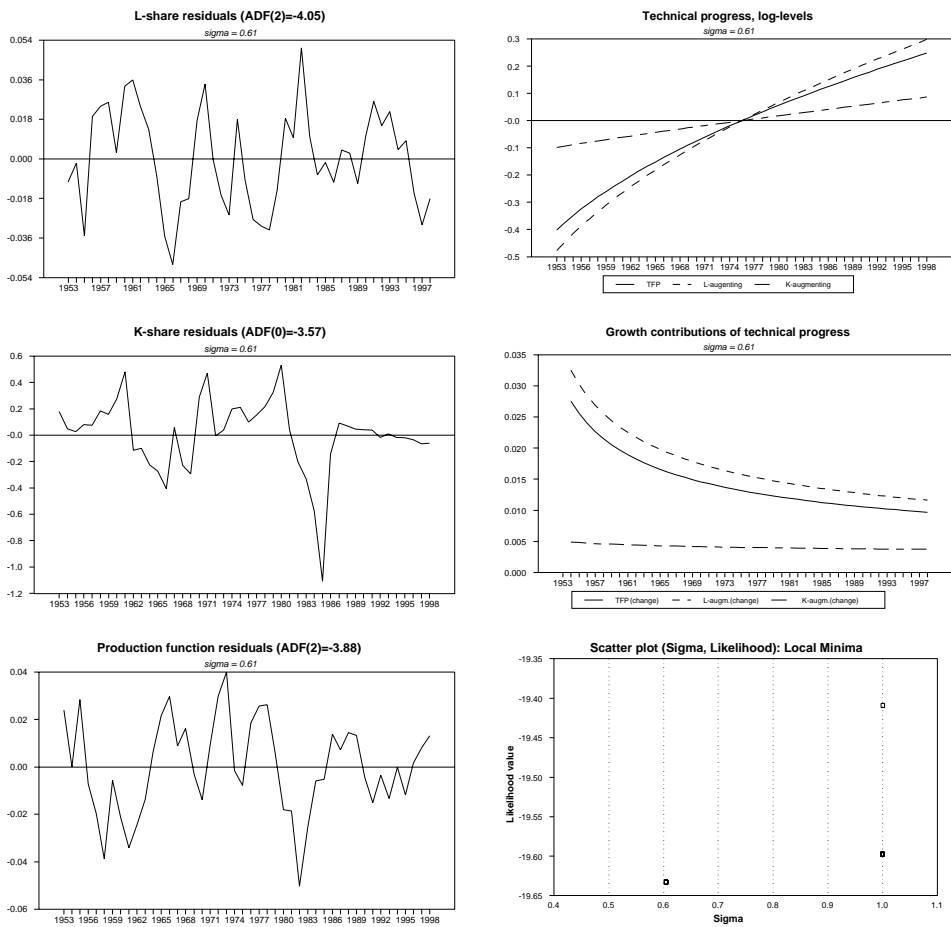 L-share residuals (ADF(2)=-4.05)
sigma = 0.61
0.054
0.036
0.018
0.000
-0.018
-0.036
-0.054
1953 1957 1961 1965 1969 1973 1977 1981 1985 1989 1993 1997
Technical progress, log-levels
sigma = 0.61
0.3
0.2
0.1
-0.0
-0.1
-0.2
-0.3
-0.4
-0.5
1953 1956 1959 1962 1965 1968 1971 1974 1977 1980 1983 1986 1989 1992 1995 1998
TFP L-augenting K-augmenting
K-share residuals (ADF(0)=-3.57)
sigma = 0.61
0.6
0.4
0.2
-0.0
-0.2
-0.4
-0.6
-0.8
-1.0
-1.2
1953 1956 1959 1962 1965 1968 1971 1974 1977 1980 1983 1986 1989 1992 1995 1998
Growth contributions of technical progress
sigma = 0.61
0.035
0.030
0.025
0.020
0.015
0.010
0.005
0.000
1953 1957 1961 1965 1969 1973 1977 1981 1985 1989 1993 1997
TFP (change) L-augm.(change) K-augm.(change)
Production function residuals (ADF(2)=-3.88)
sigma = 0.61
0.04
0.02
0.00
-0.02
-0.04
-0.06
1953 1956 1959 1962 1965 1968 1971 1974 1977 1980 1983 1986 1989 1992 1995 1998
Scatter plot (Sigma, Likelihood): Local Minima
Likelihood value
-19.35
-19.40
-19.45
-19.50
-19.55
-19.60
-19.65
0.4 0.5 0.6 0.7 0.8 0.9 1.0 1.1
Sigma